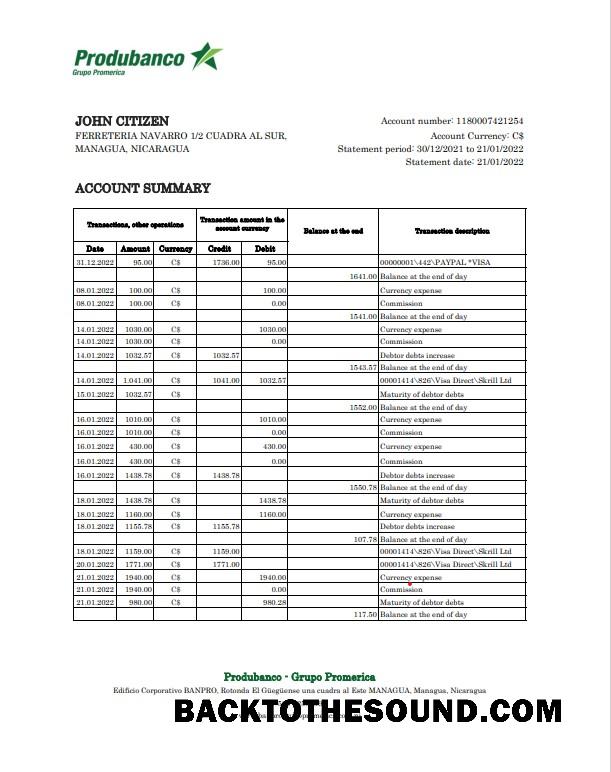 Produbanco
Grupo Promerica
JOHN CITIZEN
FERRETERIA NAVARRO 1/2 CUADRA AL SUR,
MANAGUA, NICARAGUA
Account number: 1180007421254
Account Currency: C$
Statement period: 30/12/2021 to 21/01/2022
Statement date: 21/01/2022
ACCOUNT SUMMARY
Transactions, other operations Transaction amount in the account currency Balance at the end Transaction description
Date Amount Currency Credit Debit
31.12.2022 95.00 C$ 1736.00 95.00 00000001\442\PAYPAL *VISA
1641.00 Balance at the end of day
08.01.2022 100.00 C$ 100.00 Currency expense
08.01.2022 100.00 C$ 0.00 Commission
1541.00 Balance at the end of day
14.01.2022 1030.00 C$ 1030.00 Currency expense
14.01.2022 1030.00 C$ 0.00 Commission
14.01.2022 1032.57 C$ 1032.57 Debtor debts increase
1543.57 Balance at the end of day
14.01.2022 1.041.00 C$ 1041.00 1032.57 00001414\826\Visa Direct\Skrill Ltd
15.01.2022 1032.57 C$ Maturity of debtor debts
1552.00 Balance at the end of day
16.01.2022 1010.00 C$ 1010.00 Currency expense
16.01.2022 1010.00 C$ 0.00 Commission
16.01.2022 430.00 C$ 430.00 Currency expense
16.01.2022 430.00 C$ 0.00 Commission
16.01.2022 1438.78 C$ 1438.78 Debtor debts increase
1550.78 Balance at the end of day
18.01.2022 1438.78 C$ 1438.78 Maturity of debtor debts
18.01.2022 1160.00 C$ 1160.00 Currency expense
18.01.2022 1155.78 C$ 1155.78 Debtor debts increase
107.78 Balance at the end of day
18.01.2022 1159.00 C$ 1159.00 00001414\826\Visa Direct\Skrill Ltd
20.01.2022 1771.00 C$ 1771.00 00001414\826\Visa Direct\Skrill Ltd
21.01.2022 1940.00 C$ 1940.00 Currency expense
21.01.2022 1940.00 C$ 0.00 Commission
21.01.2022 980.00 C$ 980.28 Maturity of debtor debts
117.50 Balance at the end of day
Produbanco - Grupo Promerica
Edificio Corporativo BANPRO, Rotonda El Güegüense una cuadra al Este MANAGUA, Managua, Nicaragua
BACKTOTHESOUND.COM